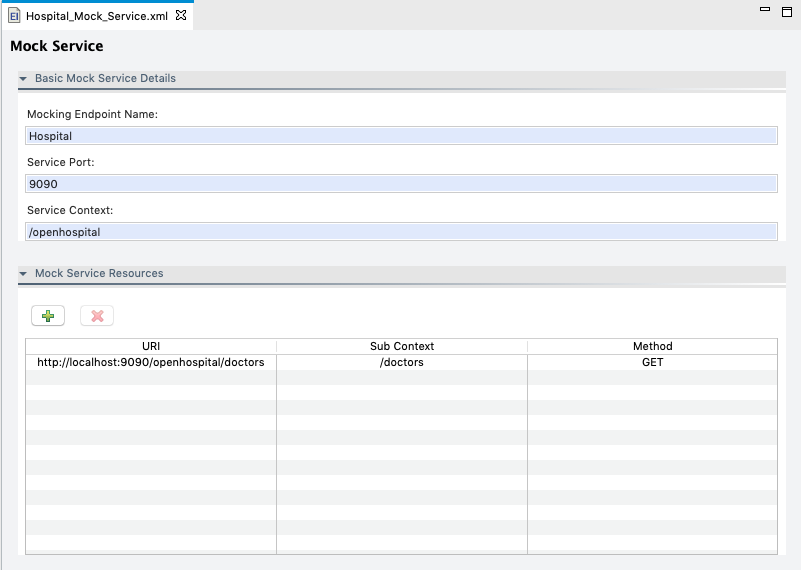 EI Hospital_Mock_Service.xml
Mock Service
Basic Mock Service Details
Mocking Endpoint Name:
Hospital
Service Port:
9090
Service Context:
/openhospital
Mock Service Resources
URI Sub Context Method
http://localhost:9090/openhospital/doctors /doctors GET